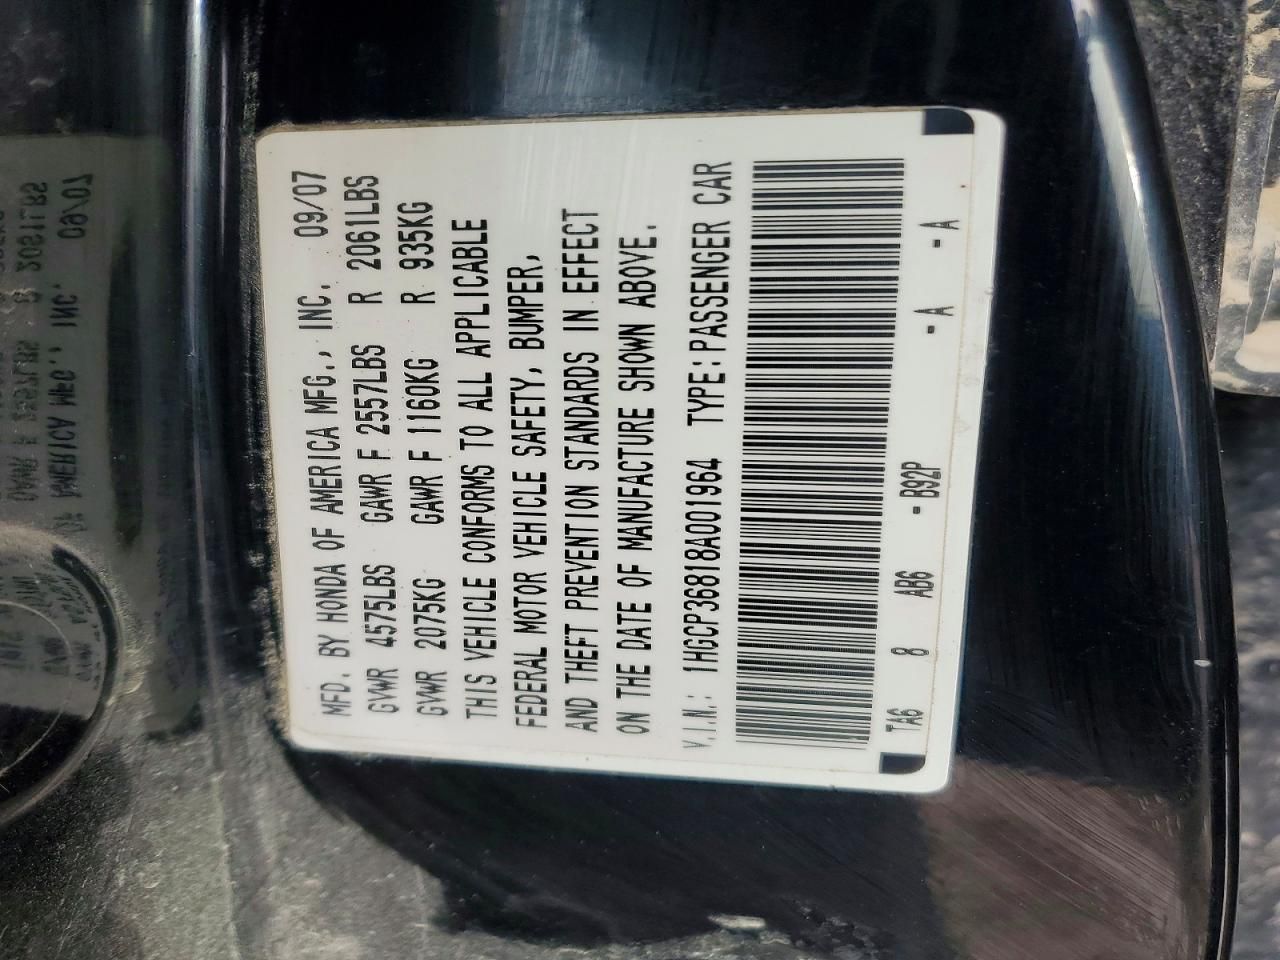 MFD. BY HONDA OF AMERICA MFG., INC. 09/07
GVWR 4575LBS GAWR F 2557LBS R 2061LBS
GVWR 2075KG GAWR F 1160KG R 935KG
THIS VEHICLE CONFORMS TO ALL APPLICABLE
FEDERAL MOTOR VEHICLE SAFETY, BUMPER,
AND THEFT PREVENTION STANDARDS IN EFFECT
ON THE DATE OF MANUFACTURE SHOWN ABOVE.
V.I.N.: 1HGCP36818A001964 TYPE:PASSENGER CAR
TA6 8 AB6 -B92P -A -A